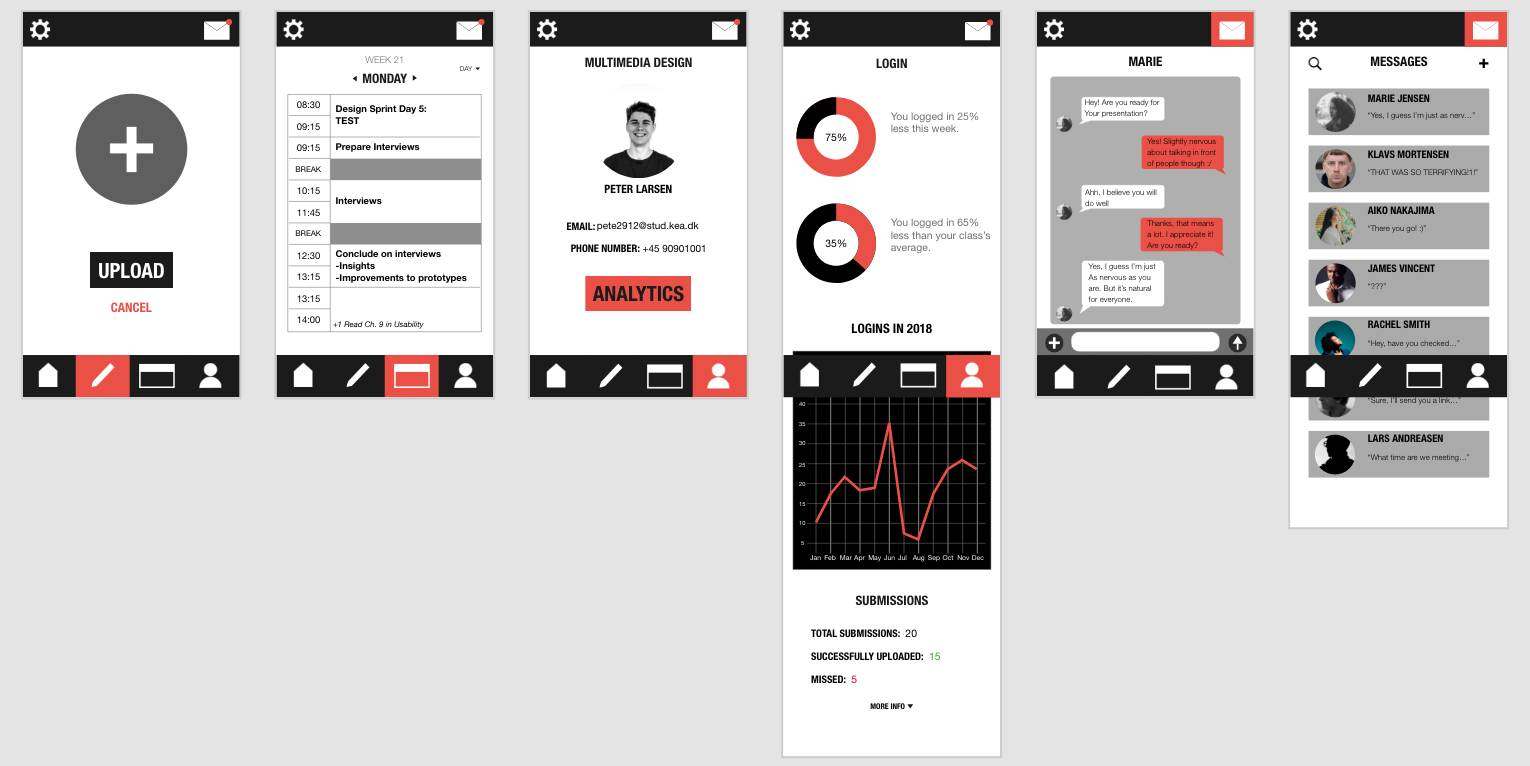 UPLOAD
CANCEL
WEEK 21
DAY
MONDAY
08:30
Design Sprint Day 5:
TEST
09:15
09:15
Prepare Interviews
BREAK
10:15
Interviews
11:45
BREAK
12:30
Conclude on interviews
-Insights
13:15
-Improvements to prototypes
13:15
14:00
+1 Read Ch. 9 in Usability
MULTIMEDIA DESIGN
PETER LARSEN
EMAIL: pete2912@stud.kea.dk
PHONE NUMBER: +45 90901001
ANALYTICS
LOGIN
75%
You logged in 25%
less this week.
35%
You logged in 65%
less than your class's
average.
LOGINS IN 2018
40
35
30
25
20
15
10
5
Jan Feb Mar Apr May Jun Jul Aug Sep Oct Nov Dec
SUBMISSIONS
TOTAL SUBMISSIONS: 20
SUCCESSFULLY UPLOADED: 15
MISSED: 5
MORE INFO
MARIE
Hey! Are you ready for
Your presentation?
Yes! Slightly nervous
about talking in front
of people though :/
Ahh, I believe you will
do well
Thanks, that means
a lot. I appreciate it!
Are you ready?
Yes, I guess I'm just
As nervous as you
are. But it's natural
for everyone.
MESSAGES
MARIE JENSEN
“Yes, I guess I'm just as nerv...”
KLAVS MORTENSEN
“THAT WAS SO TERRIFYING!1!”
AIKO NAKAJIMA
“There you go! :)”
JAMES VINCENT
“???”
RACHEL SMITH
“Hey, have you checked...”
“Sure, I'll send you a link...”
LARS ANDREASEN
“What time are we meeting...”